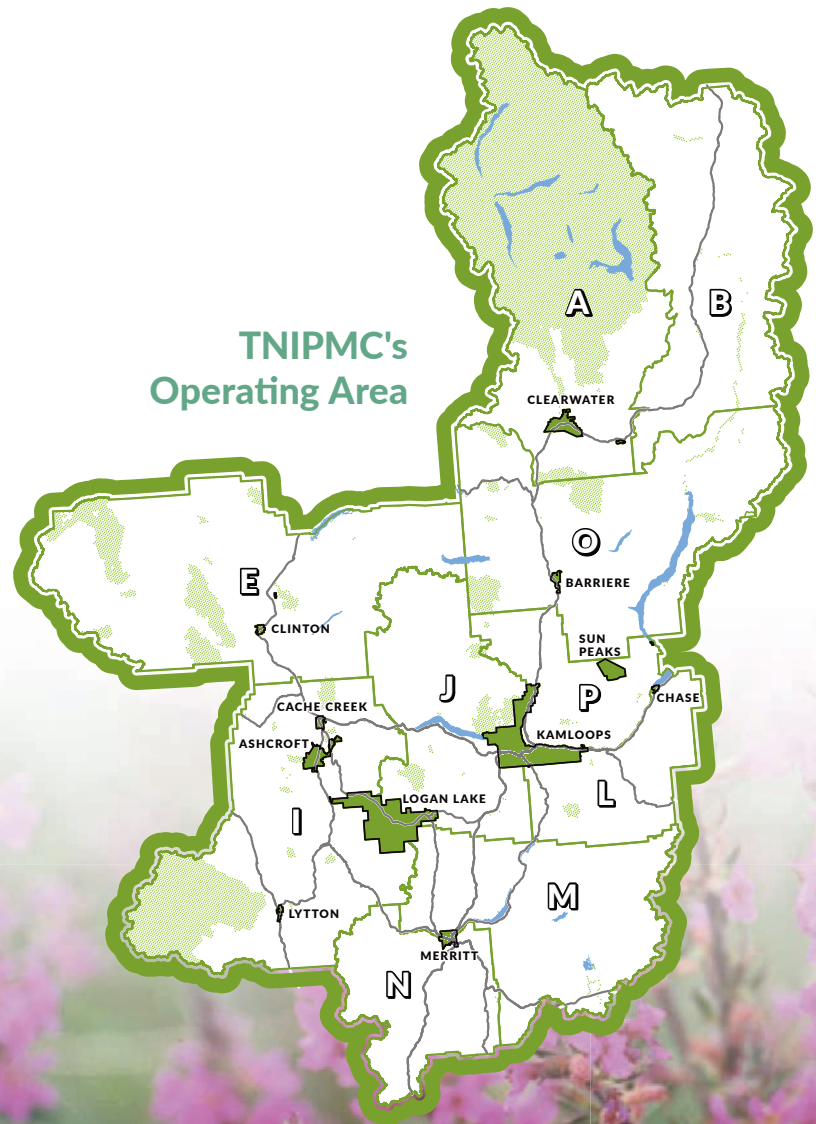 A
B
TNIPMC's
Operating Area
CLEARWATER
O
E
BARRIERE
CLINTON
SUN
PEAKS
J
P
CHASE
CACHE CREEK
KAMLOOPS
ASHCROFT
LOGAN LAKE
L
I
M
LYTTON
MERRITT
N